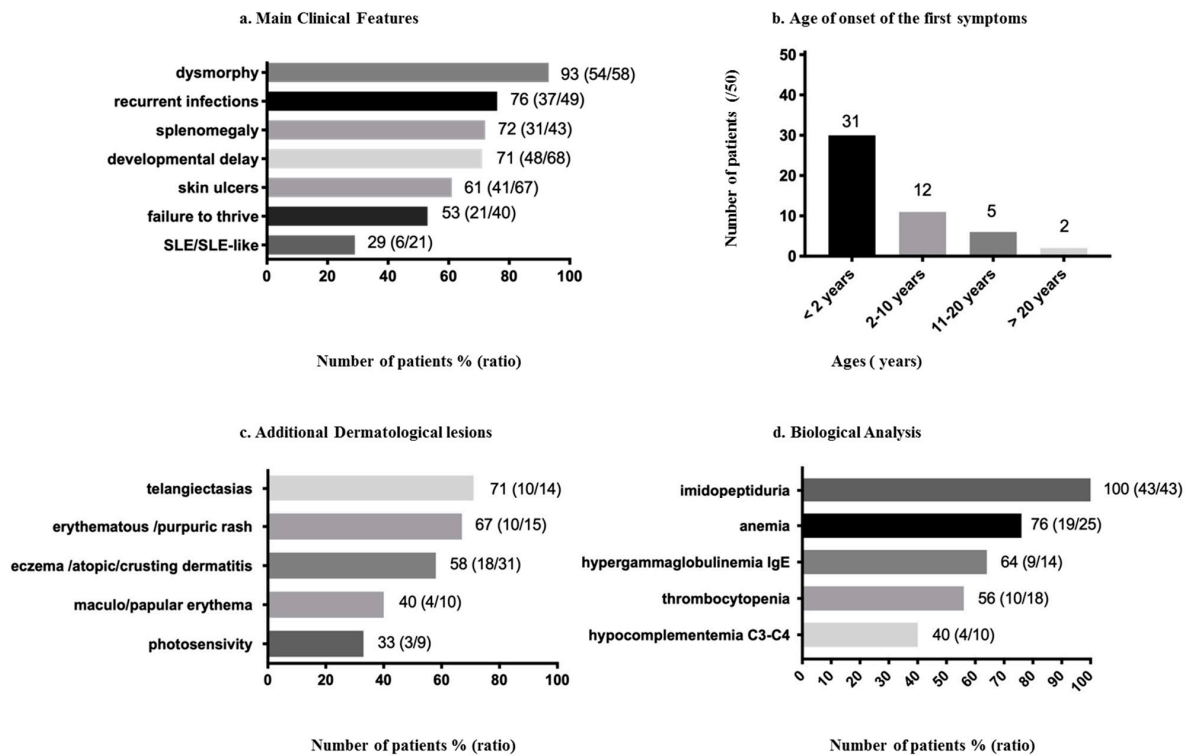 a. Main Clinical Features
dysmorphy 93 (54/58)
recurrent infections 76 (37/49)
splenomegaly 72 (31/43)
developmental delay 71 (48/68)
skin ulcers 61 (41/67)
failure to thrive 53 (21/40)
SLE/SLE-like 29 (6/21)
0 20 40 60 80 100
Number of patients % (ratio)
b. Age of onset of the first symptoms
Number of patients (/50)
50
40
30
20
10
0
31
12
5
2
< 2 years
2-10 years
11-20 years
> 20 years
Ages ( years)
c. Additional Dermatological lesions
telangiectasias 71 (10/14)
erythematous /purpuric rash 67 (10/15)
eczema /atopic/crusting dermatitis 58 (18/31)
maculo/papular erythema 40 (4/10)
photosensivity 33 (3/9)
0 20 40 60 80 100
Number of patients % (ratio)
d. Biological Analysis
imidopeptiduria 100 (43/43)
anemia 76 (19/25)
hypergammaglobulinemia IgE 64 (9/14)
thrombocytopenia 56 (10/18)
hypocomplementemia C3-C4 40 (4/10)
0 10 20 30 40 50 60 70 80 90 100
Number of patients % (ratio)